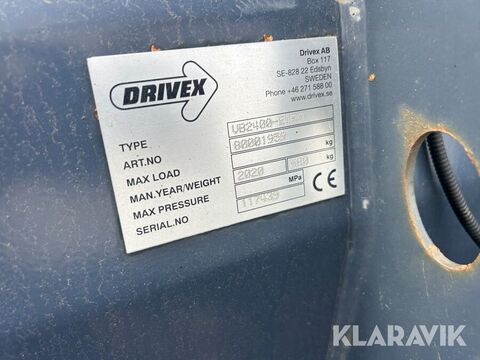 DRIVEX
Drivex AB
Box 117
SE-828 22 Edsbyn
SWEDEN
Phone +46 271 588 00
www.drivex.se
TYPE
ART.NO
MAX LOAD kg
MAN.YEAR/WEIGHT 2020 kg
MAX PRESSURE MPa
SERIAL.NO 117439
CE
KLARAVIK